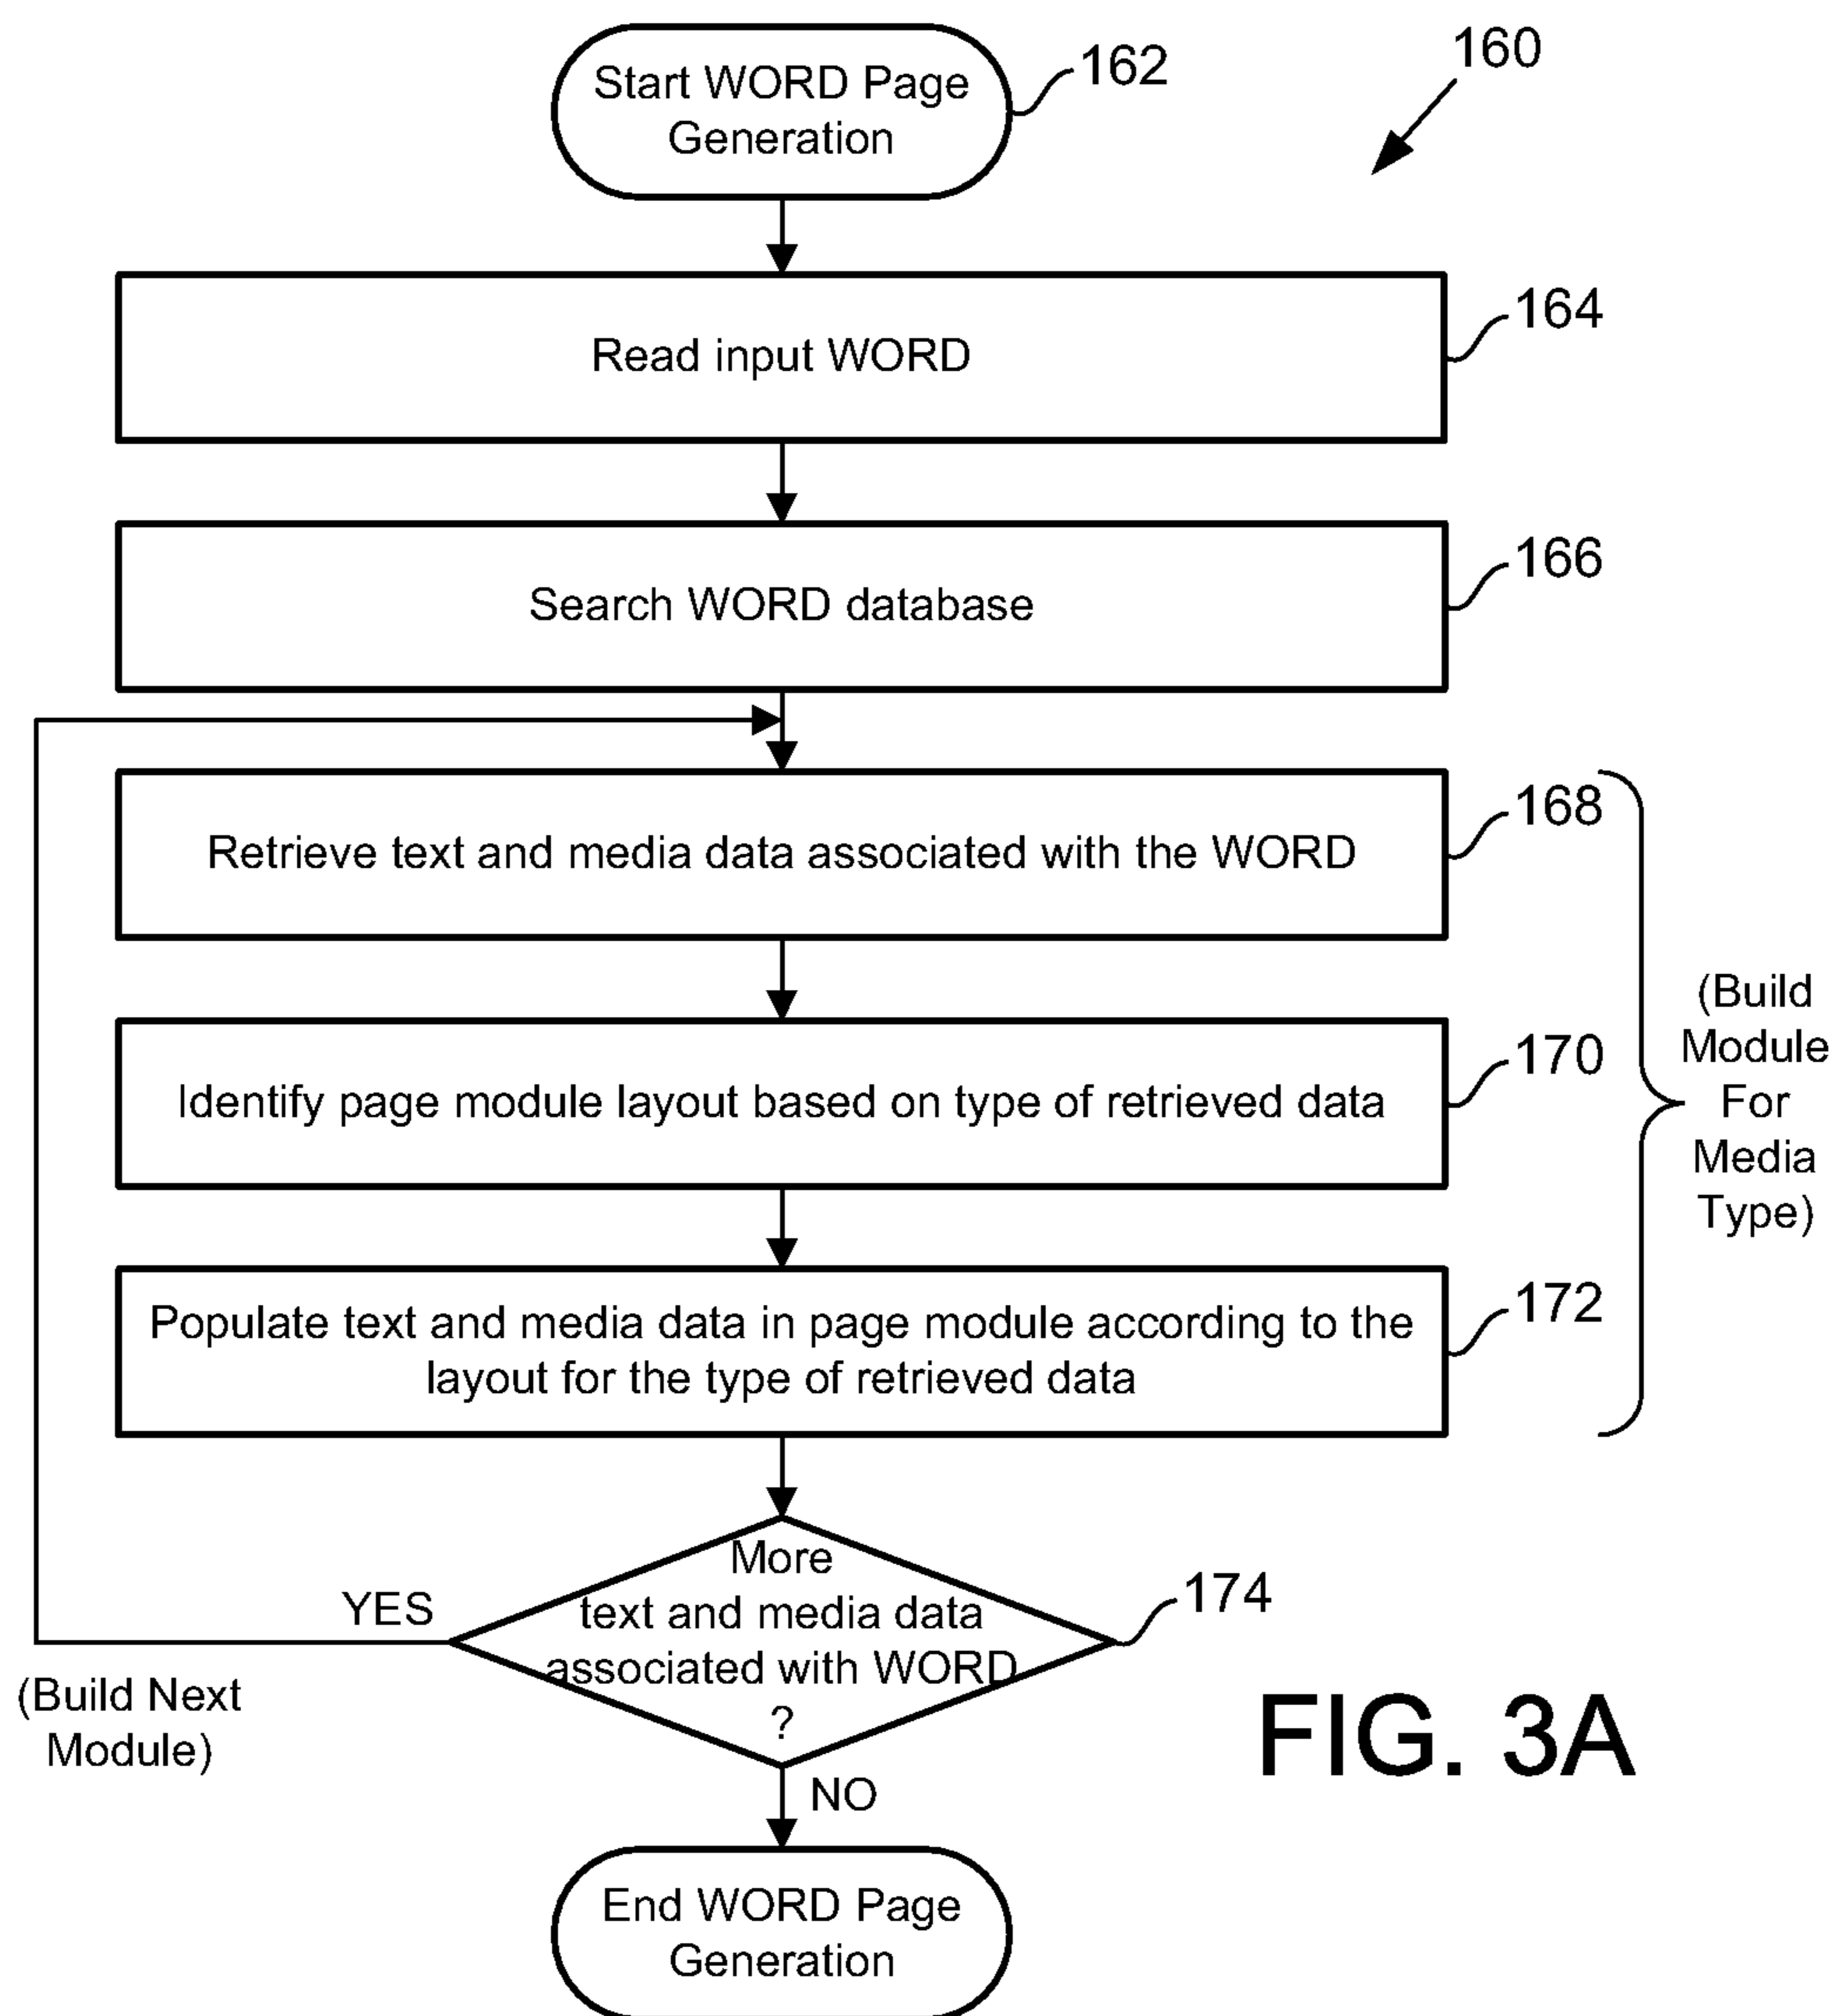 160
Start WORD Page
Generation
162
Read input WORD
164
Search WORD database
166
Retrieve text and media data associated with the WORD
168
Identify page module layout based on type of retrieved data
170
Populate text and media data in page module according to the
layout for the type of retrieved data
172
(Build
Module
For
Media
Type)
More
text and media data
associated with WORD
?
174
YES
(Build Next
Module)
NO
End WORD Page
Generation
FIG. 3A